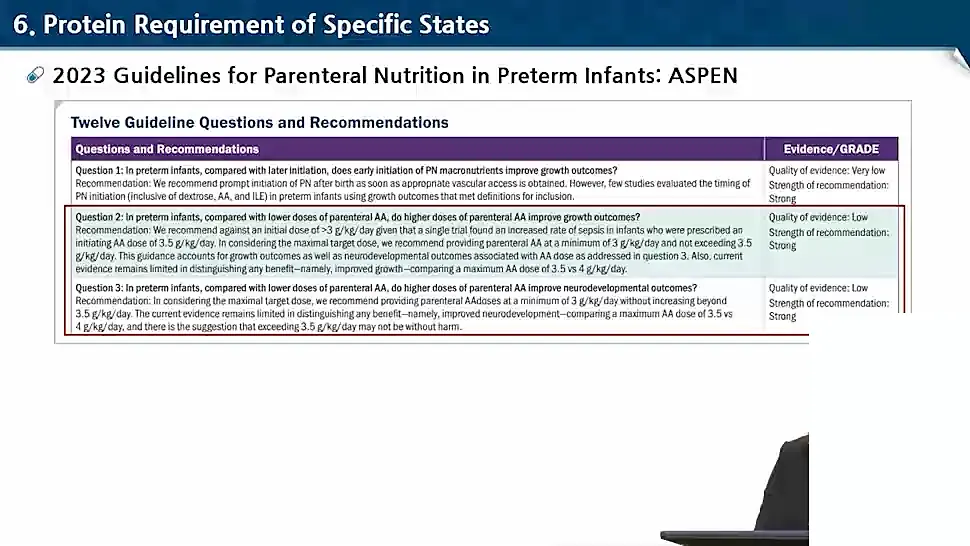 6. Protein Requirement of Specific States
2023 Guidelines for Parenteral Nutrition in Preterm Infants: ASPEN
Twelve Guideline Questions and Recommendations
Questions and Recommendations
Evidence/GRADE
Question 1: In preterm infants, compared with later initiation, does early initiation of PN macronutrients improve growth outcomes?
Recommendation: We recommend prompt initiation of PN after birth as soon as appropriate vascular access is obtained. However, few studies evaluated the timing of
PN initiation (inclusive of dextrose, AA, and ILE) in preterm infants using growth outcomes that met definitions for inclusion.
Quality of evidence: Very low
Strength of recommendation:
Strong
Question 2: In preterm infants, compared with lower doses of parenteral AA, do higher doses of parenteral AA improve growth outcomes?
Recommendation: We recommend against an initial dose of >3 g/kg/day given that a single trial found an increased rate of sepsis in infants who were prescribed an
initiating AA dose of 3.5 g/kg/day. In considering the maximal target dose, we recommend providing parenteral AA at a minimum of 3 g/kg/day and not exceeding 3.5
g/kg/day. This guidance accounts for growth outcomes as well as neurodevelopmental outcomes associated with AA dose as addressed in question 3. Also, current
evidence remains limited in distinguishing any benefit—namely, improved growth—comparing a maximum AA dose of 3.5 vs 4 g/kg/day.
Quality of evidence: Low
Strength of recommendation:
Strong
Question 3: In preterm infants, compared with lower doses of parenteral AA, do higher doses of parenteral AA improve neurodevelopmental outcomes?
Recommendation: In considering the maximal target dose, we recommend providing parenteral AAdoses at a minimum of 3 g/kg/day without increasing beyond
3.5 g/kg/day. The current evidence remains limited in distinguishing any benefit—namely, improved neurodevelopment—comparing a maximum AA dose of 3.5 vs
4 g/kg/day, and there is the suggestion that exceeding 3.5 g/kg/day may not be without harm.
Quality of evidence: Low
Strength of recommendation:
Strong